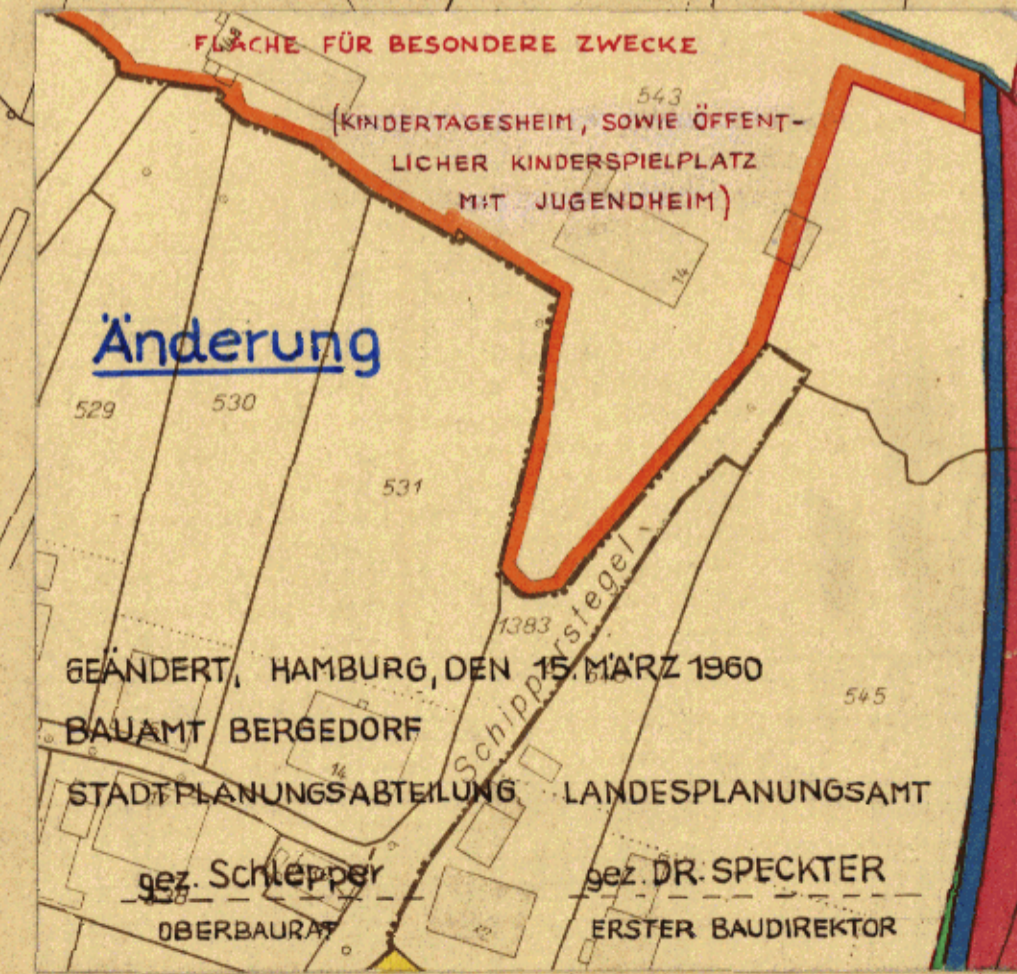 FLÄCHE FÜR BESONDERE ZWECKE
543
(KINDERTAGESHEIM, SOWIE ÖFFENT-
LICHER KINDERSPIELPLATZ
MIT JUGENDHEIM)
14
Änderung
529
530
531
1383
Schipperstegel
GEÄNDERT, HAMBURG, DEN 15. MÄRZ 1960
545
BAUAMT BERGEDORF
14
STADTPLANUNGSABTEILUNG LANDESPLANUNGSAMT
gez. Schlepper gez. DR. SPECKTER
OBERBAURAT ERSTER BAUDIREKTOR
12